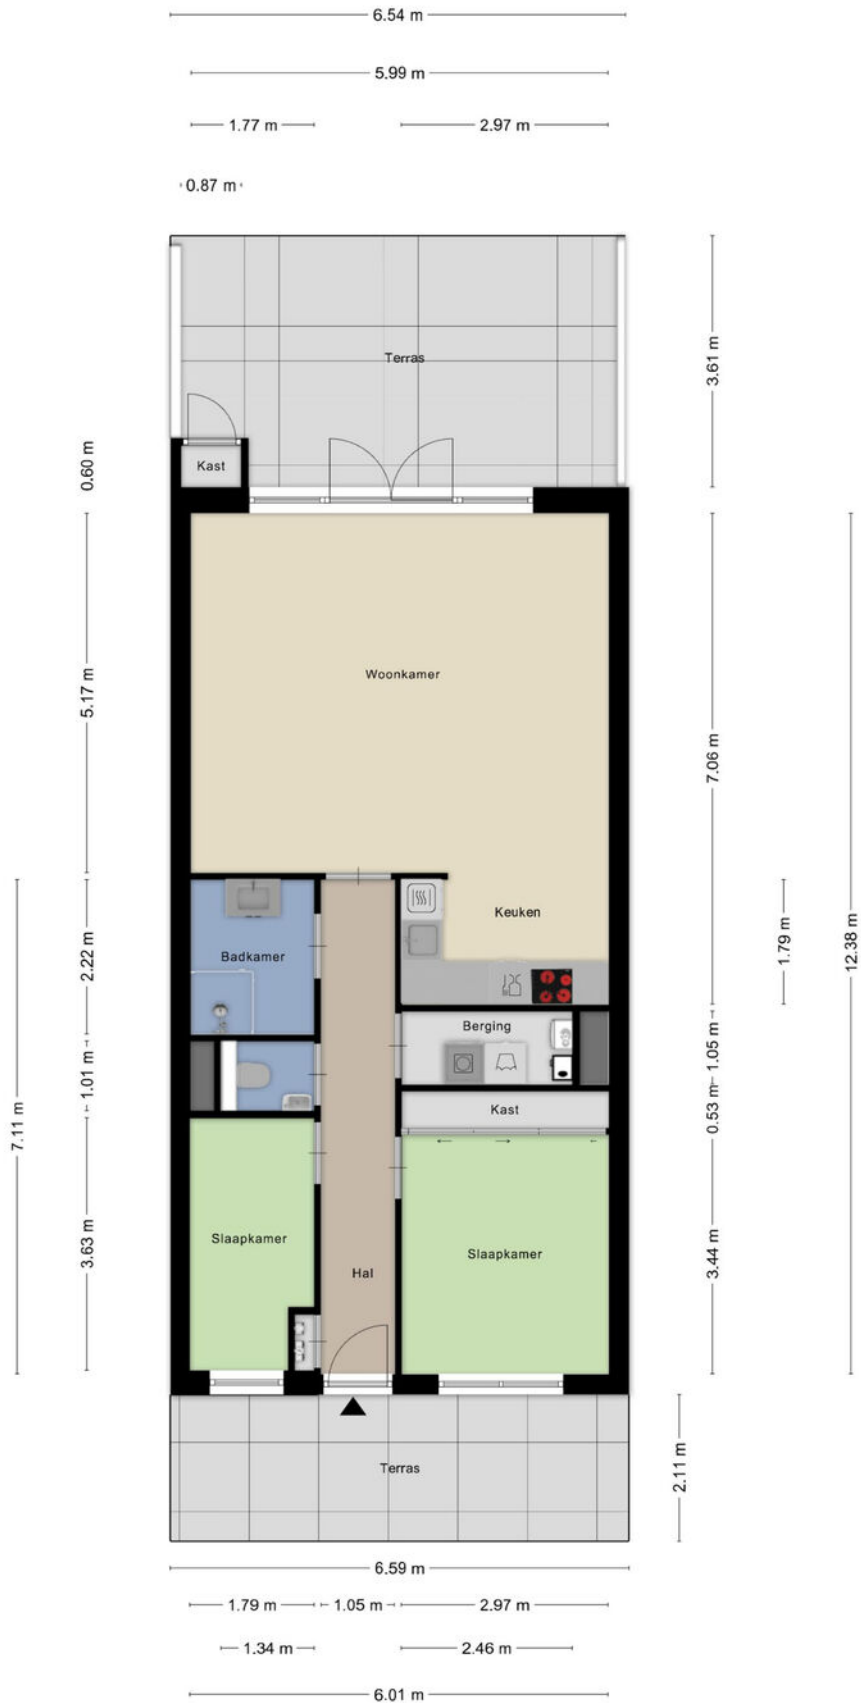 6.54 m
5.99 m
1.77 m
2.97 m
0.87 m
Terras
3.61 m
Kast
0.60 m
5.17 m
Woonkamer
7.06 m
12.38 m
Keuken
1.79 m
Badkamer
2.22 m
Berging
1.05 m
1.01 m
Kast
0.53 m
7.11 m
Slaapkamer
3.63 m
Hal
Slaapkamer
3.44 m
Terras
2.11 m
6.59 m
1.79 m
1.05 m
2.97 m
1.34 m
2.46 m
6.01 m